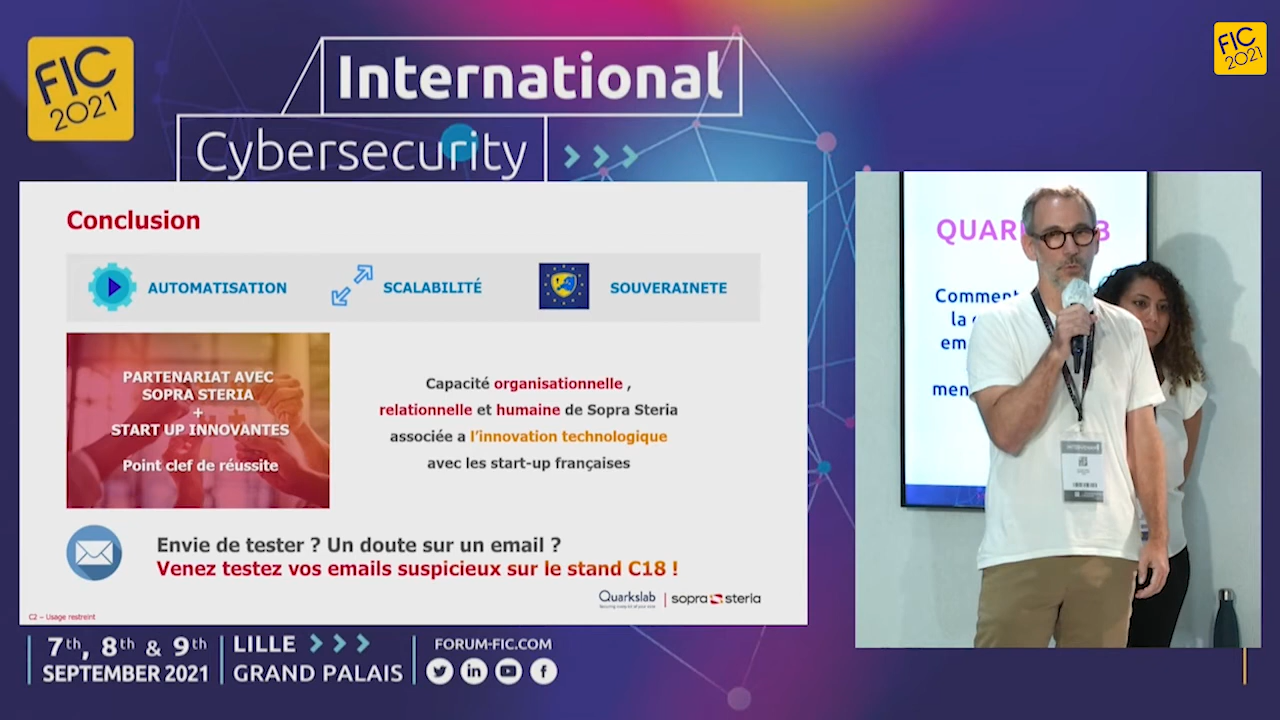 FIC
2021
International
Cybersecurity
FIC
2021
Conclusion
AUTOMATISATION
SCALABILITÉ
SOUVERAINETE
PARTENARIAT AVEC
SOPRA STERIA
+
START UP INNOVANTES
Point clef de réussite
Capacité organisationnelle ,
relationnelle et humaine de Sopra Steria
associée a l'innovation technologique
avec les start-up françaises
Envie de tester ? Un doute sur un email ?
Venez testez vos emails suspicieux sur le stand C18 !
Quarkslab
sopra steria
C2 – Usage restreint
QUAR B
Comment
la
em
men
7th, 8th & 9th
SEPTEMBER 2021
LILLE
GRAND PALAIS
FORUM-FIC.COM